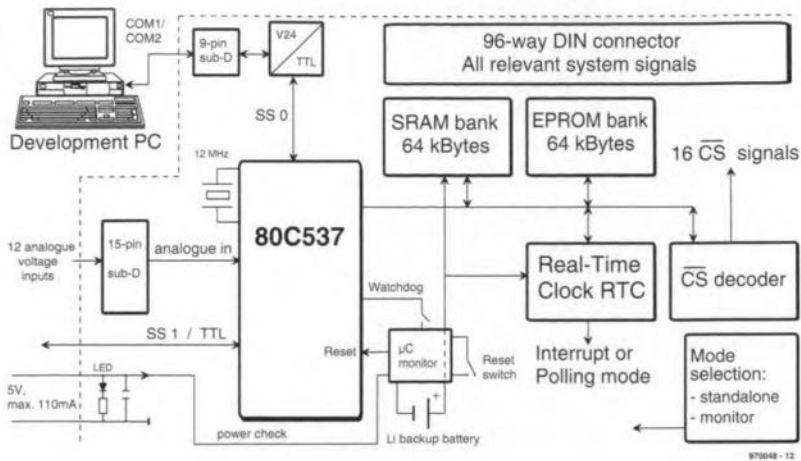 COM1/
COM2
9-pin
sub-D
V24
TTL
96-way DIN connector
All relevant system signals
Development PC
SS 0
SRAM bank
64 kBytes
EPROM bank
64 kBytes
16 CS signals
12 MHz
80C537
12 analogue
voltage
inputs
15-pin
sub-D
analogue in
Watchdog
Real-Time
Clock RTC
CS decoder
SS 1 / TTL
Reset
µC
monitor
Reset
switch
Interrupt or
Polling mode
Mode
selection:
- standalone
- monitor
LED
5V,
max. 110mA
+
power check
Li backup battery
970048 - 12